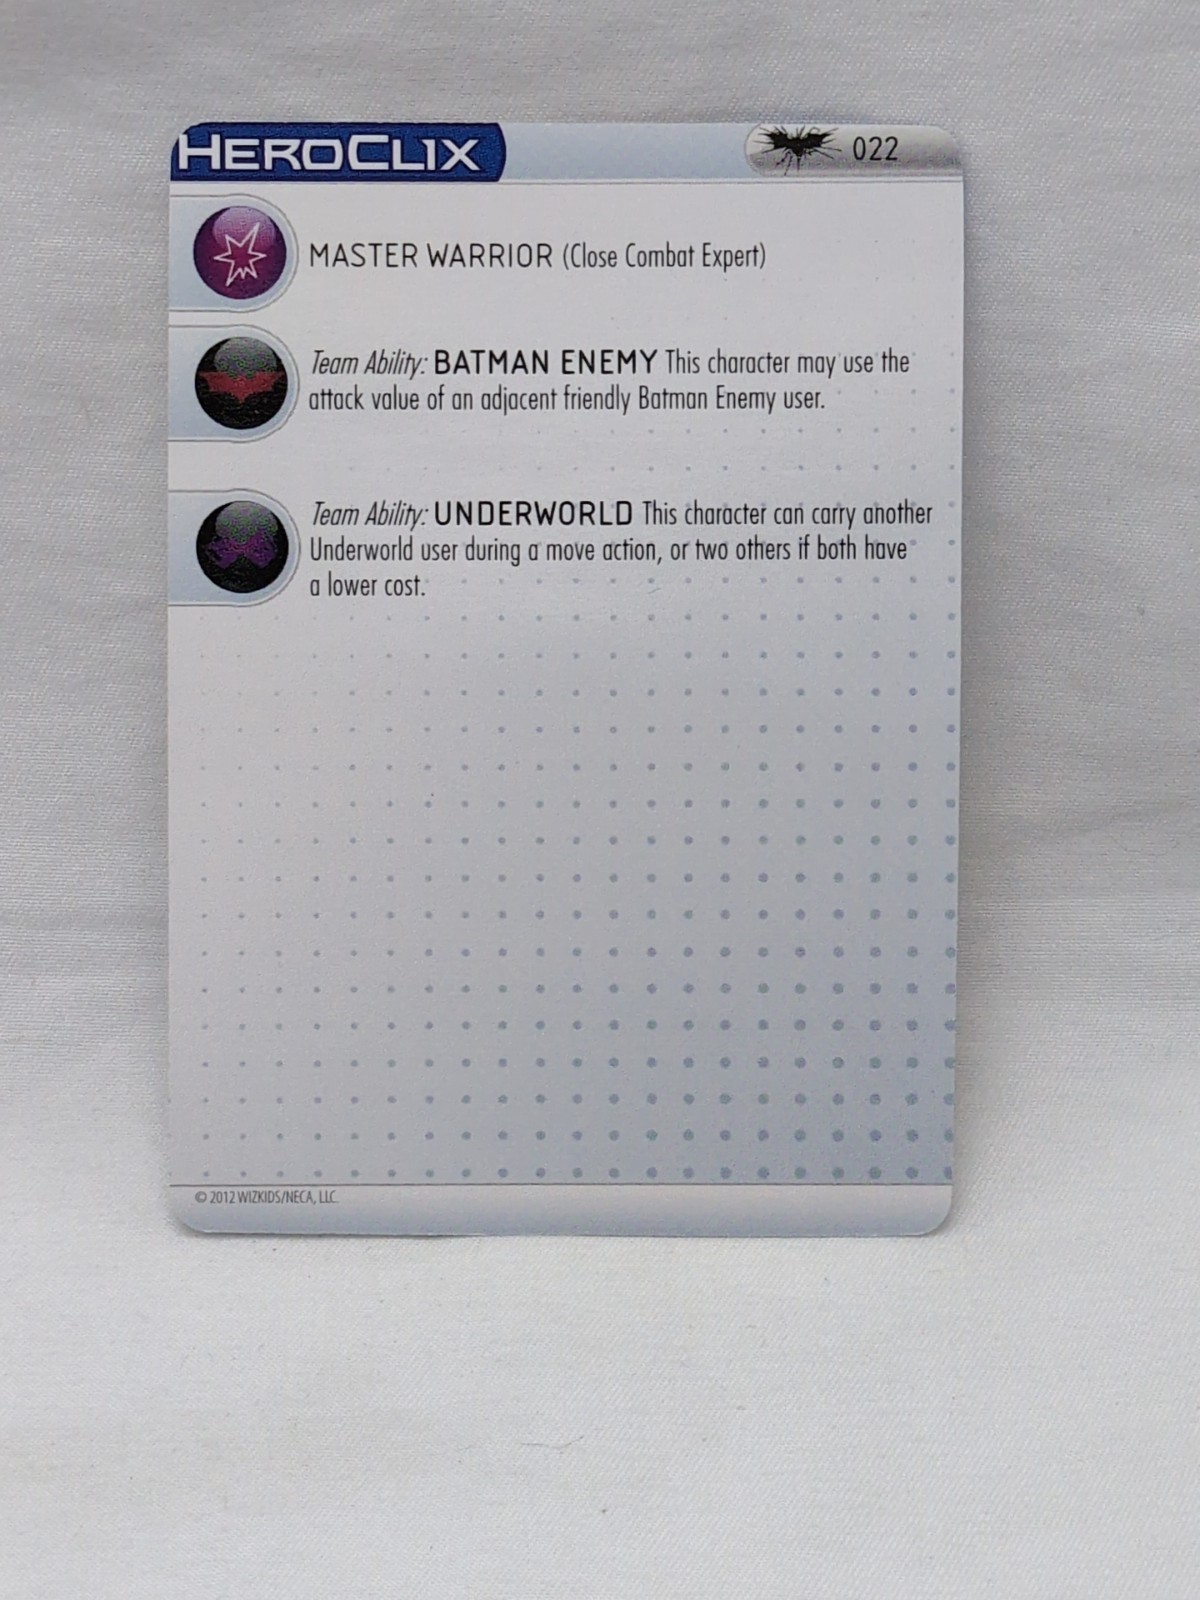 HEROCLIX
022
MASTER WARRIOR (Close Combat Expert)
Team Ability: BATMAN ENEMY This character may use the
attack value of an adjacent friendly Batman Enemy user.
Team Ability: UNDERWORLD This character can carry another
Underworld user during a move action, or two others if both have
a lower cost.
© 2012 WIZKIDS/NECA, LLC.